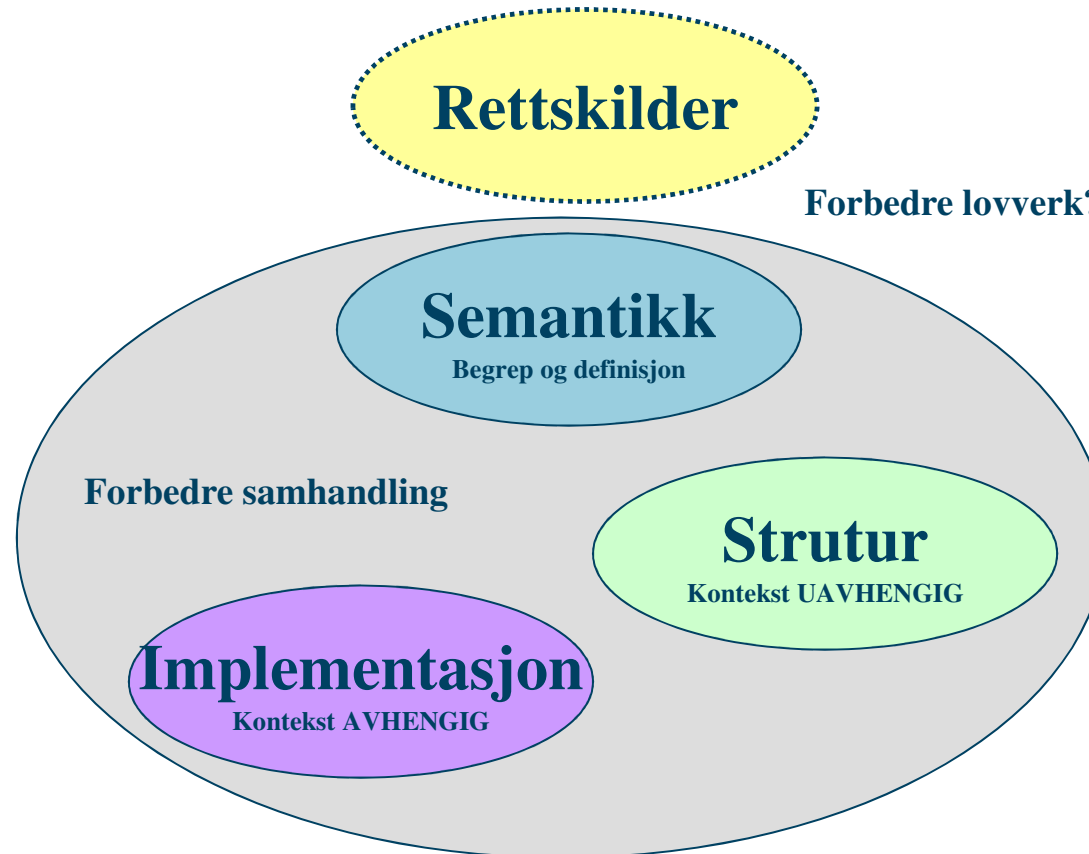 Rettskilder
Forbedre lovverk?
Semantikk
Begrep og definisjon
Forbedre samhandling
Strutur
Kontekst UAVHENGIG
Implementasjon
Kontekst AVHENGIG